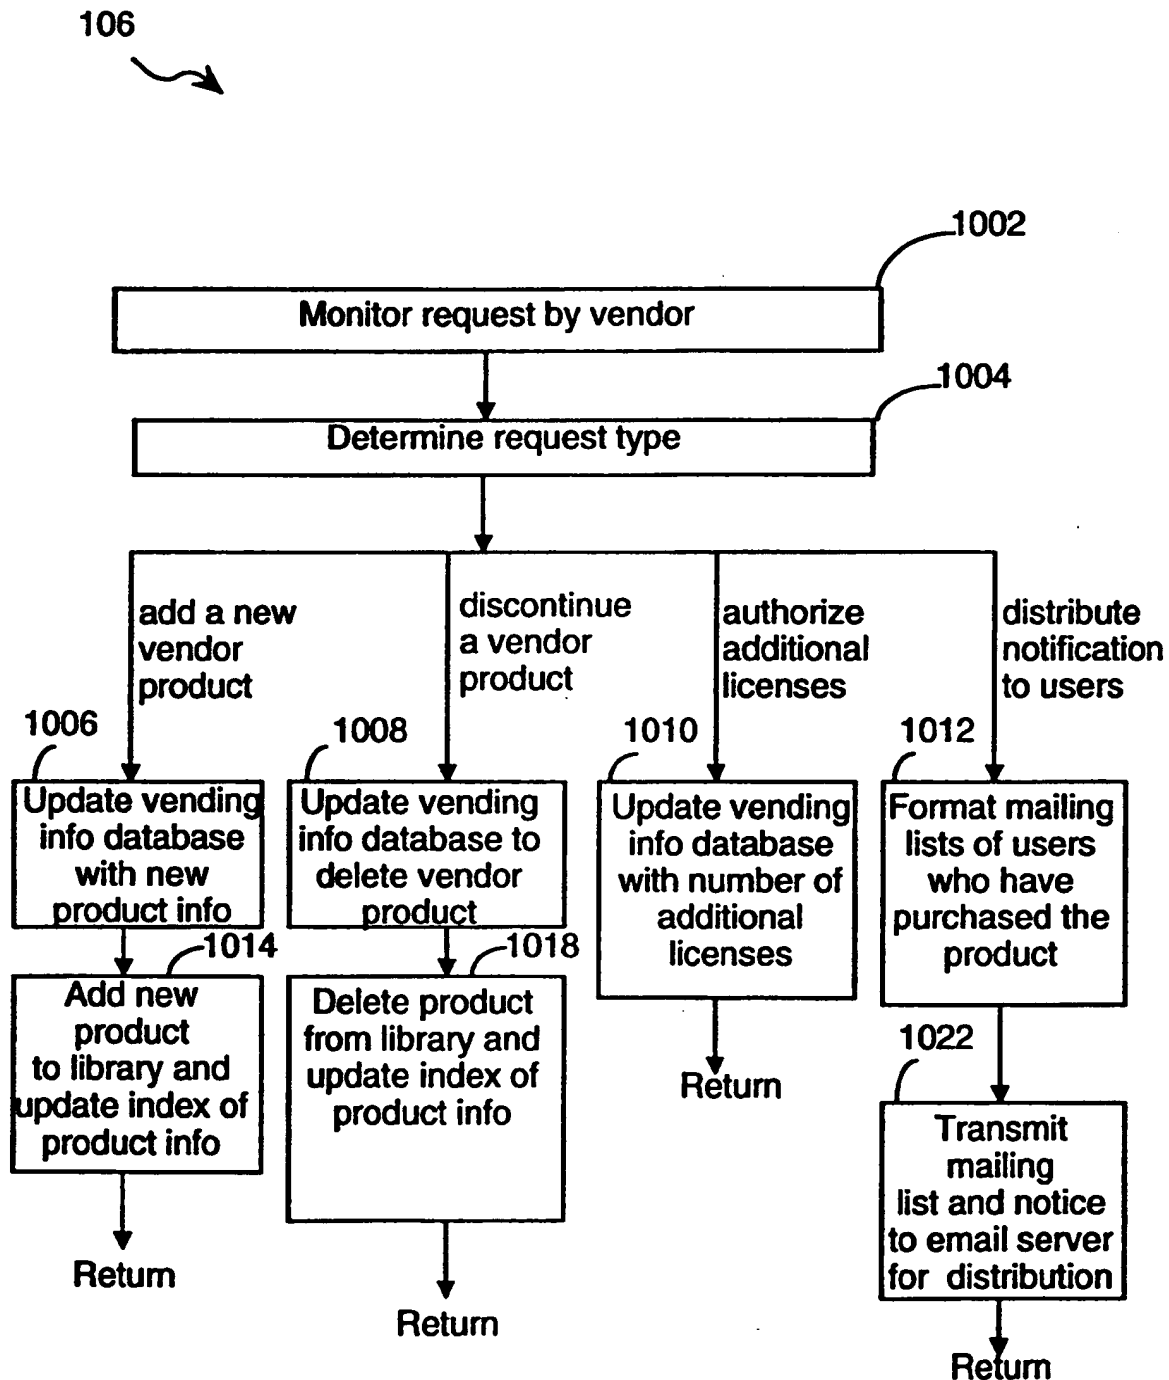 106
1002
Monitor request by vendor
1004
Determine request type
add a new
vendor
product
discontinue
a vendor
product
authorize
additional
licenses
distribute
notification
to users
1006
Update vending
info database
with new
product info
1008
Update vending
info database to
delete vendor
product
1010
Update vending
info database
with number of
additional
licenses
1012
Format mailing
lists of users
who have
purchased the
product
1014
Add new
product
to library and
update index of
product info
Return
1018
Delete product
from library and
update index of
product info
Return
Return
1022
Transmit
mailing
list and notice
to email server
for distribution
Return